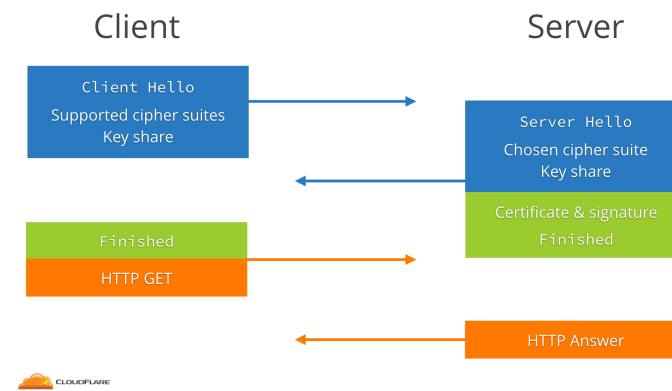 Client
Server
Client Hello
Supported cipher suites
Key share
Server Hello
Chosen cipher suite
Key share
Certificate & signature
Finished
Finished
HTTP GET
HTTP Answer
CLOUDFLARE